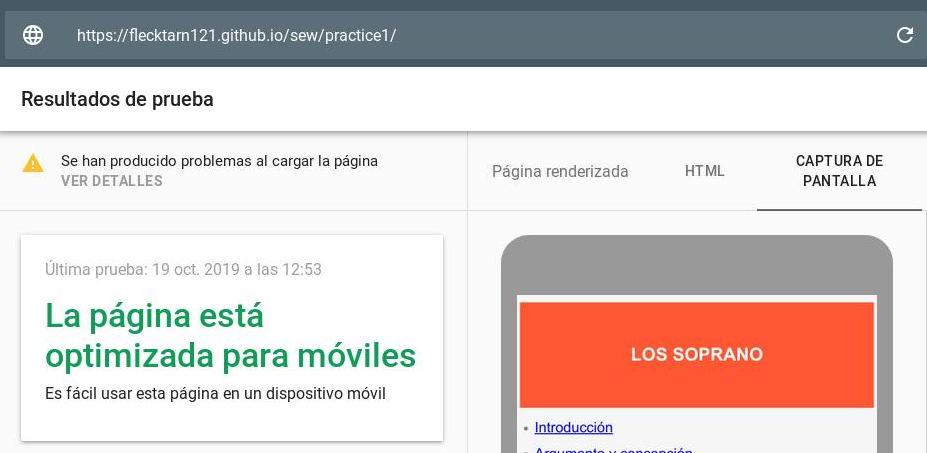 https://flecktarn121.github.io/sew/practice1/
Resultados de prueba
Se han producido problemas al cargar la página
VER DETALLES
Página renderizada
HTML
CAPTURA DE
PANTALLA
Última prueba: 19 oct. 2019 a las 12:53
La página está
optimizada para móviles
Es fácil usar esta página en un dispositivo móvil
LOS SOPRANO
Introducción
Argumento y concepción